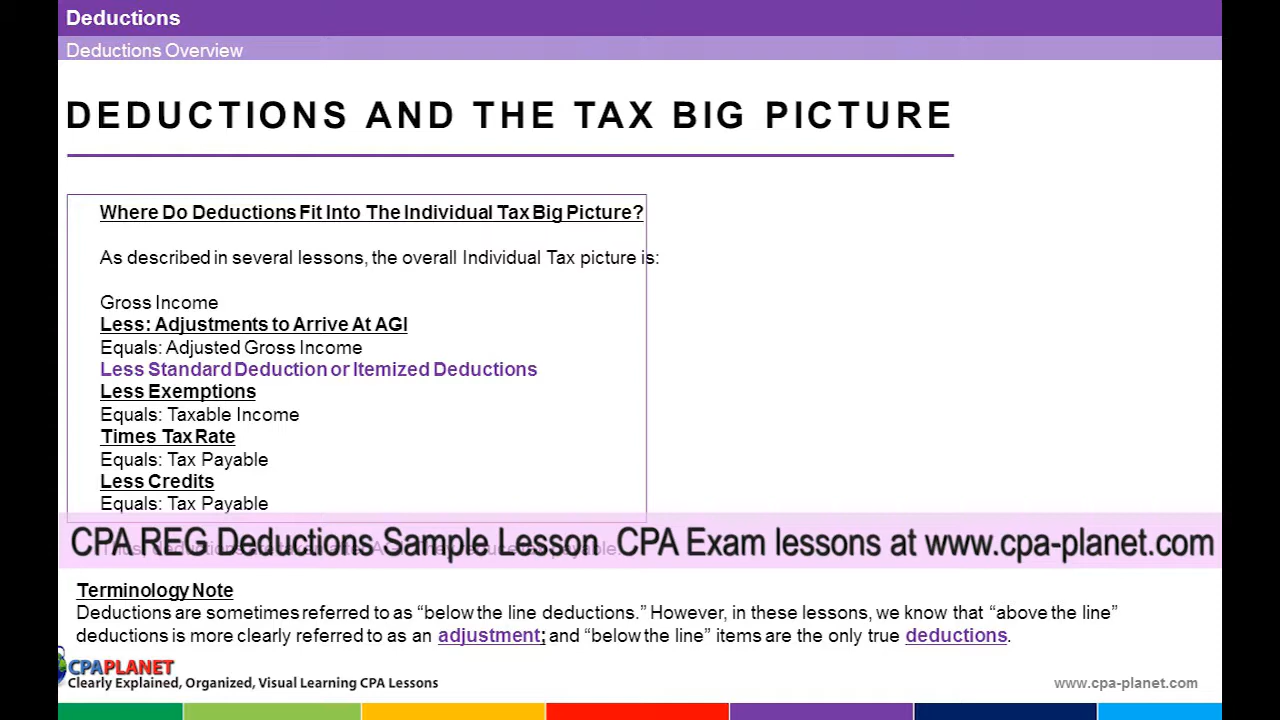 Deductions
Deductions Overview
DEDUCTIONS AND THE TAX BIG PICTURE
Where Do Deductions Fit Into The Individual Tax Big Picture?
As described in several lessons, the overall Individual Tax picture is:
Gross Income
Less: Adjustments to Arrive At AGI
Equals: Adjusted Gross Income
Less Standard Deduction or Itemized Deductions
Less Exemptions
Equals: Taxable Income
Times Tax Rate
Equals: Tax Payable
Less Credits
Equals: Tax Payable
CPA REG Deductions Sample Lesson CPA Exam lessons at www.cpa-planet.com
Terminology Note
Deductions are sometimes referred to as “below the line deductions.” However, in these lessons, we know that “above the line”
deductions is more clearly referred to as an adjustment; and “below the line” items are the only true deductions.
CPAPLANET
Clearly Explained, Organized, Visual Learning CPA Lessons
www.cpa-planet.com